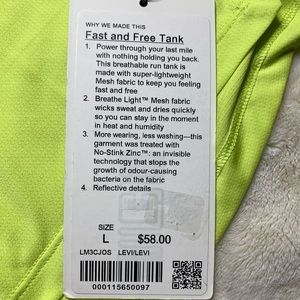 WHY WE MADE THIS
Fast and Free Tank
1. Power through your last mile
with nothing holding you back.
This breathable run tank is
made with super-lightweight
Mesh fabric to keep you feeling
fast and free
2. Breathe Light™ Mesh fabric
wicks sweat and dries quickly
so you can stay in the moment
in heat and humidity
3. More wearing, less washing—this
garment was treated with
No-Stink Zinc™: an invisible
technology that stops the
growth of odour-causing
bacteria on the fabric
4. Reflective details
SIZE
L $58.00
LM3CJOS LEVI/LEVI
000115650097